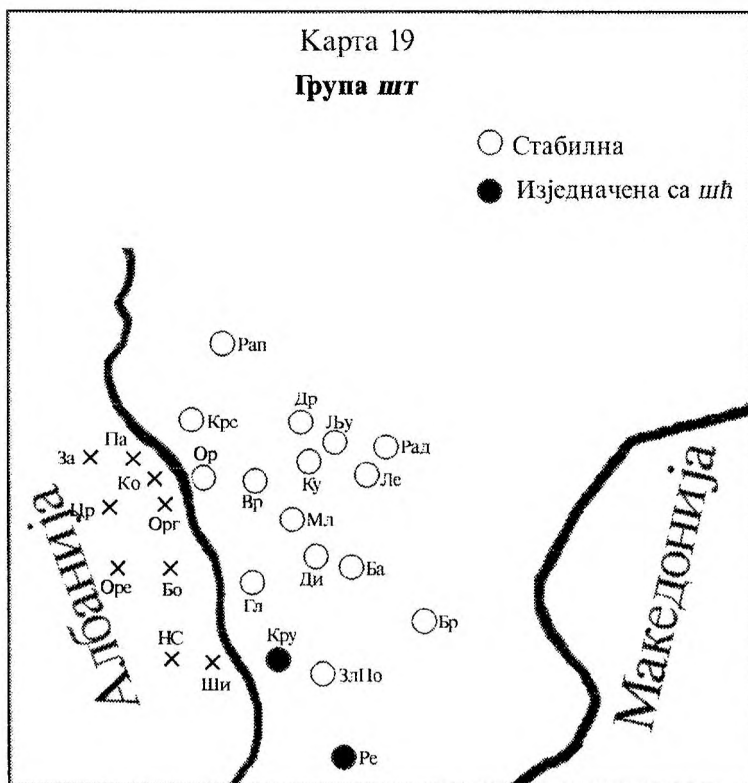 Карта 19
Група шт
Стабилна
Изједначена са шћ
Рап
Крс
Др
Љу
Рад
Па
За
Ор
Ко
Ку
Ле
Вр
Цр
Орг
Мл
Оре
Бо
Ди
Ба
Гл
Бр
НС
Ши
Кру
ЗлПо
Ре
Албанија
Македонија